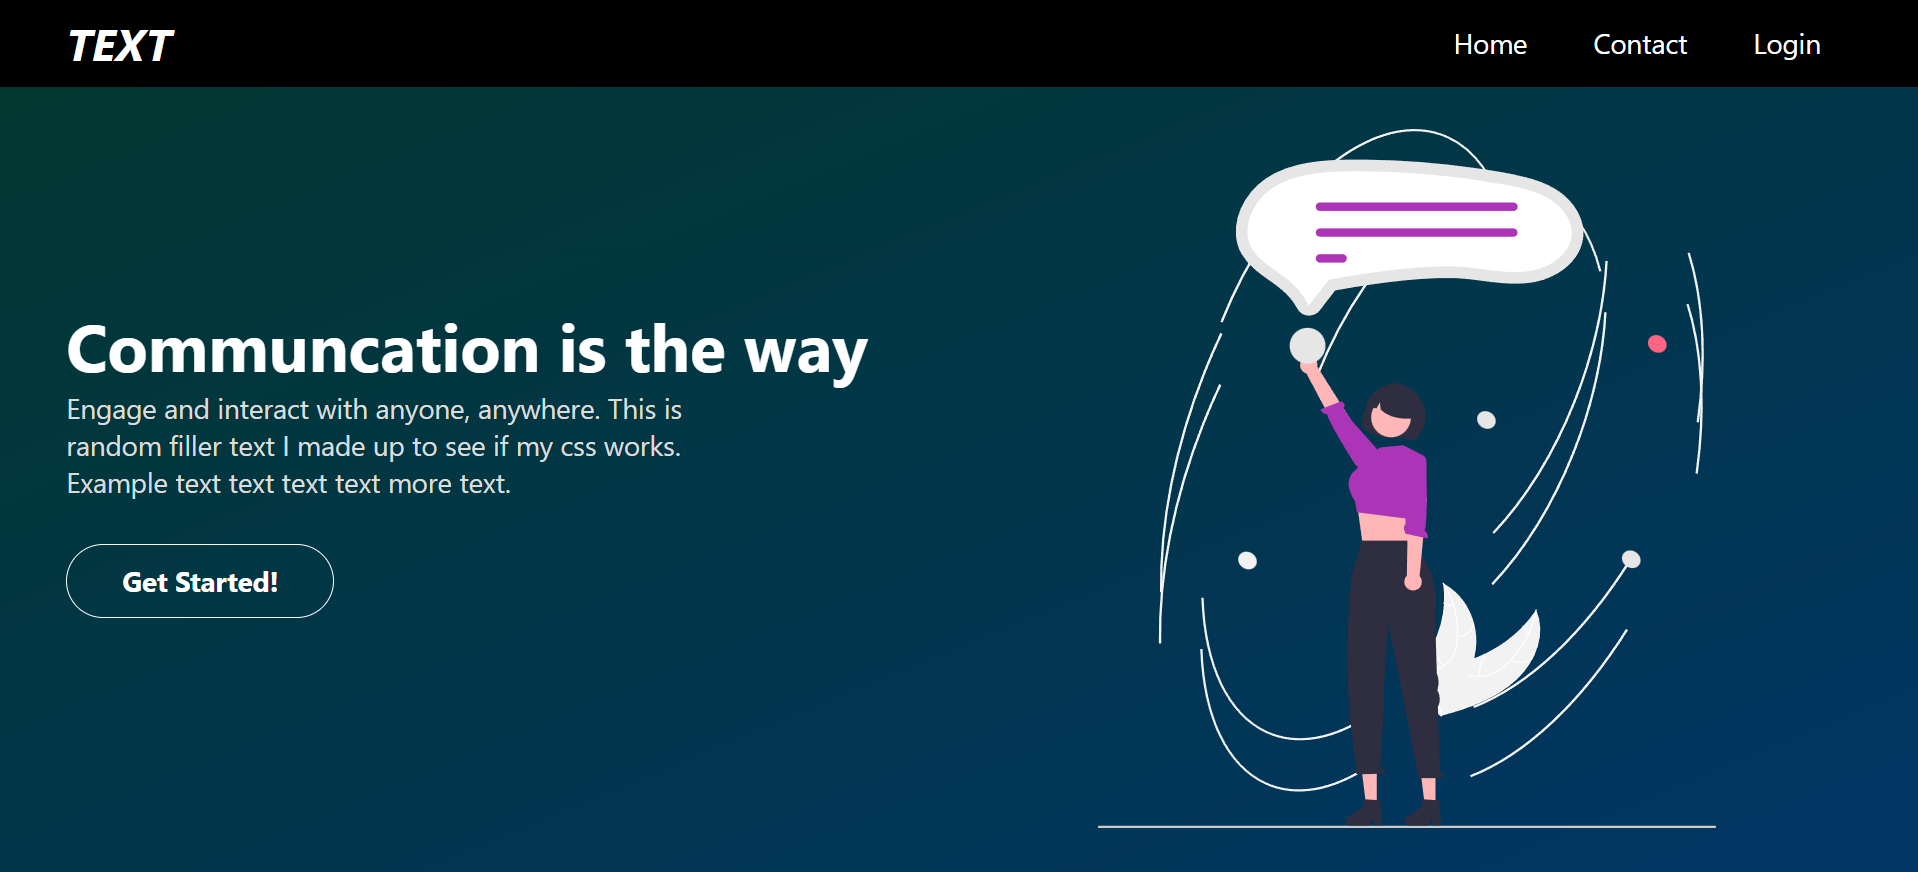 TEXT
Home Contact Login
Communcation is the way
Engage and interact with anyone, anywhere. This is
random filler text I made up to see if my css works.
Example text text text text more text.
Get Started!